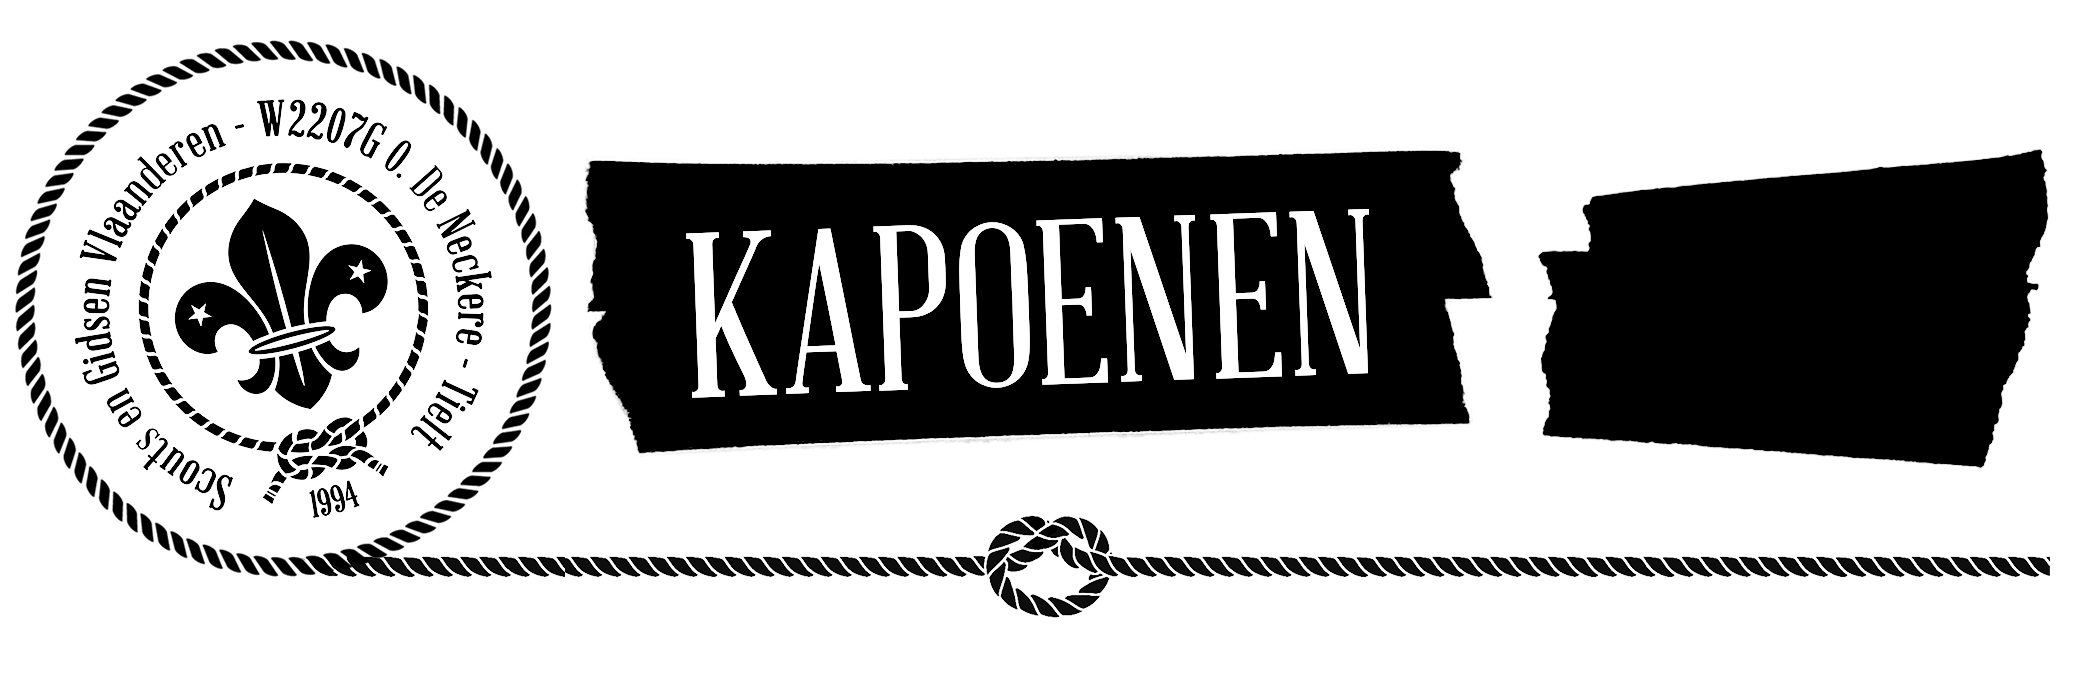 Scouts en Gidsen Vlaanderen - W2207G O. De Neckere - Tielt
1994
KAPOENEN